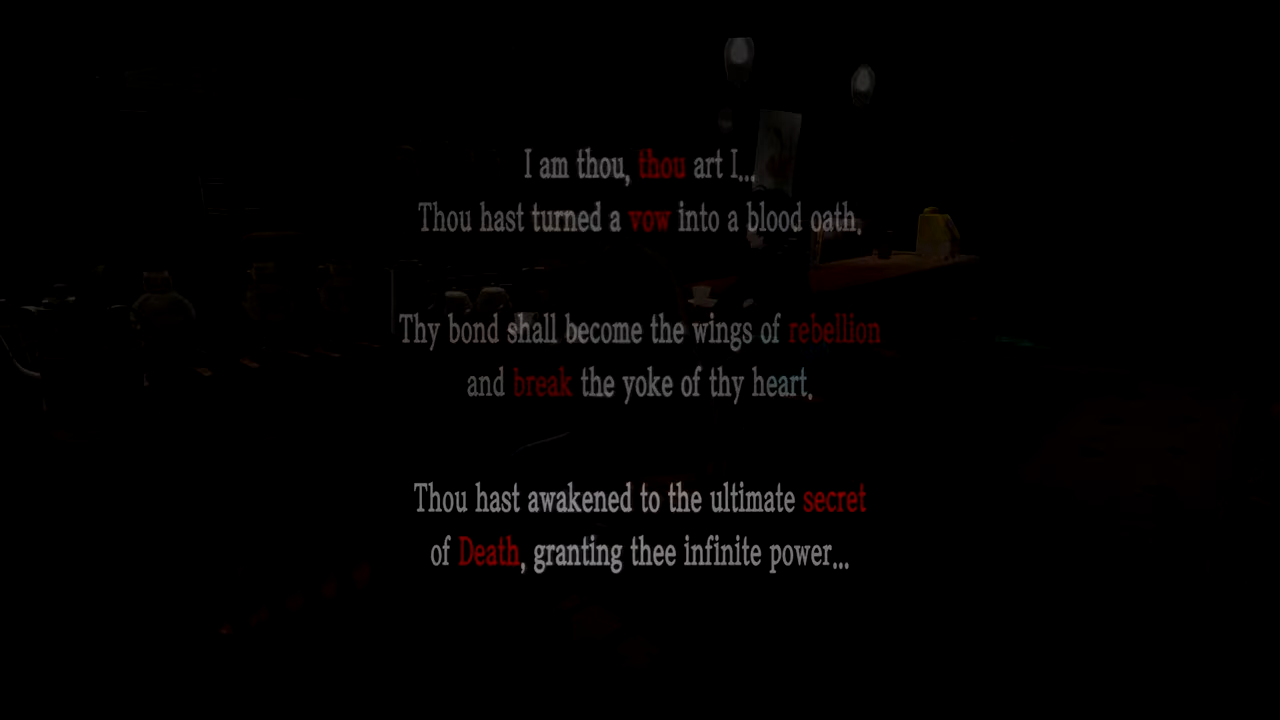 I am thou, thou art I...
Thou hast turned a vow into a blood oath.
Thy bond shall become the wings of rebellion
and break the yoke of thy heart.
Thou hast awakened to the ultimate secret
of Death, granting thee infinite power...